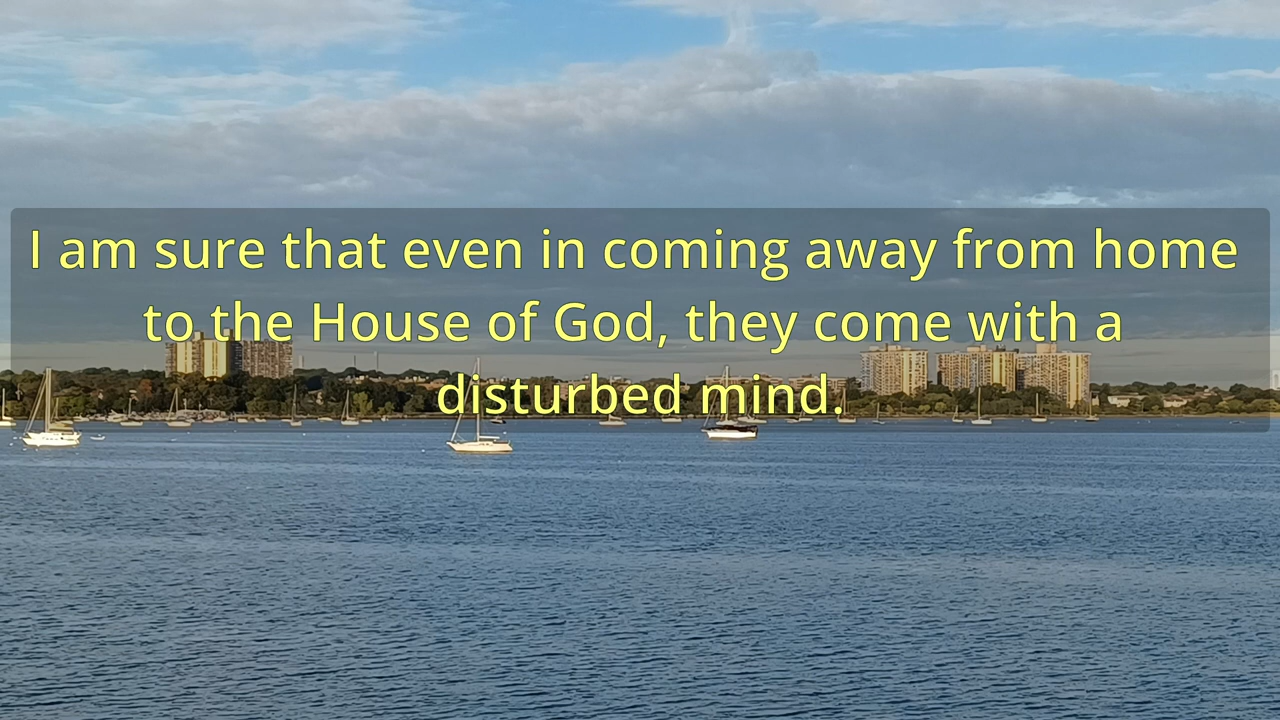 I am sure that even in coming away from home
to the House of God, they come with a
disturbed mind.